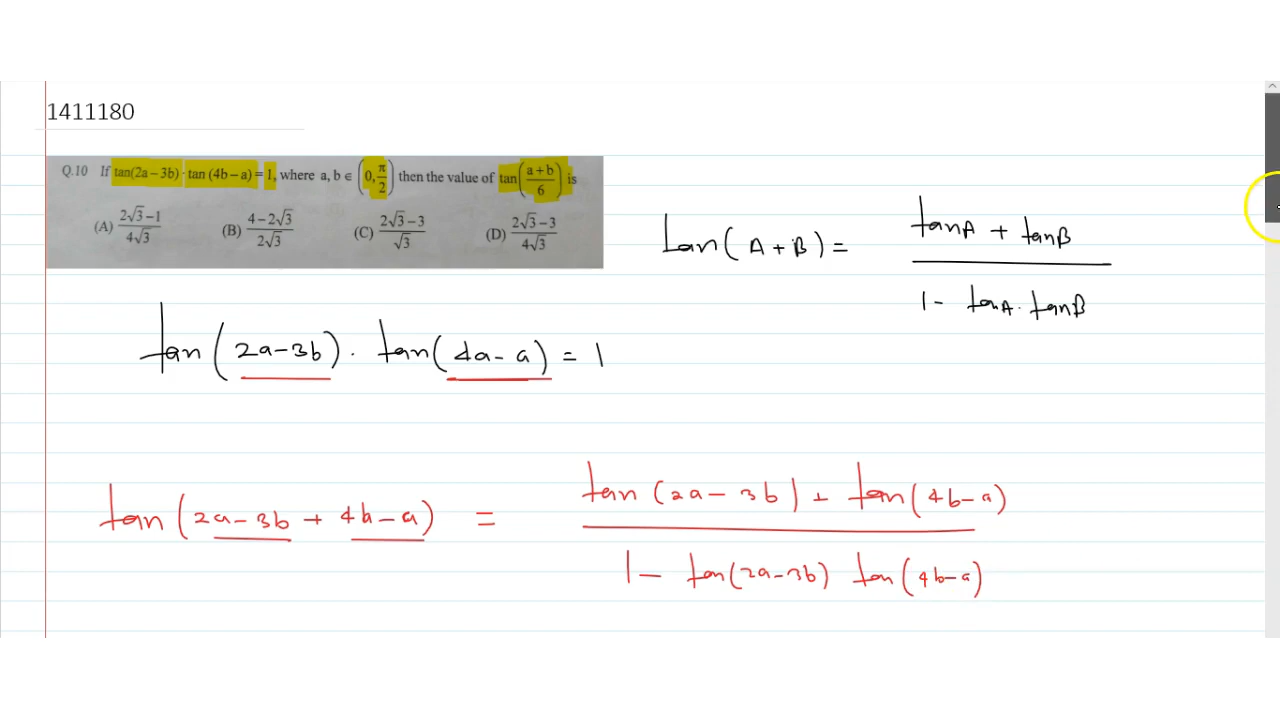 1411180
Q.10 If tan(2a – 3b) · tan (4b – a) = 1, where a, b ∈ (0, π/2) then the value of tan((a + b)/6) is
(A) (2√3 – 1)/(4√3) (B) (4 – 2√3)/(2√3) (C) (2√3 – 3)/√3 (D) (2√3 – 3)/(4√3)
tan(A+B) = (tanA + tanB)/(1 - tanA · tanB)
tan(2a-3b) · tan(4a-a) = 1
tan(2a-3b + 4b-a) = (tan(2a-3b) + tan(4b-a))/(1 - tan(2a-3b) tan(4b-a))